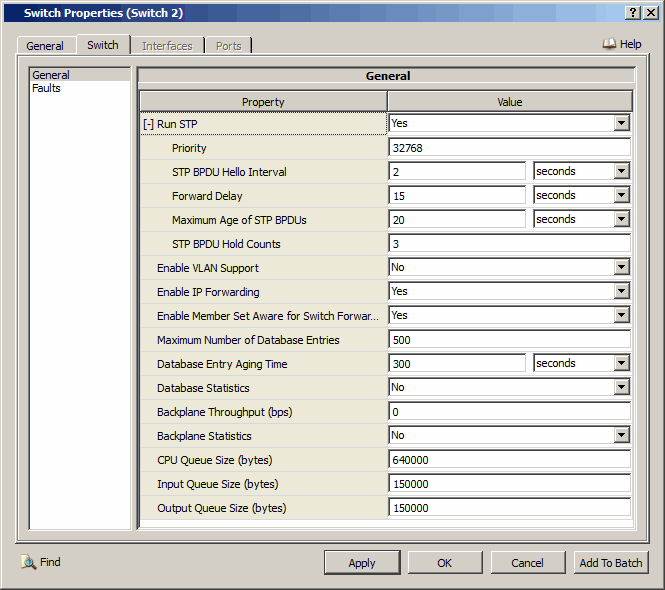 Switch Properties (Switch 2)
General Switch Interfaces Ports Help
General
Faults
General
Property Value
[-] Run STP Yes
Priority 32768
STP BPDU Hello Interval 2 seconds
Forward Delay 15 seconds
Maximum Age of STP BPDUs 20 seconds
STP BPDU Hold Counts 3
Enable VLAN Support No
Enable IP Forwarding Yes
Enable Member Set Aware for Switch Forwar... Yes
Maximum Number of Database Entries 500
Database Entry Aging Time 300 seconds
Database Statistics No
Backplane Throughput (bps) 0
Backplane Statistics No
CPU Queue Size (bytes) 640000
Input Queue Size (bytes) 150000
Output Queue Size (bytes) 150000
Find Apply OK Cancel Add To Batch